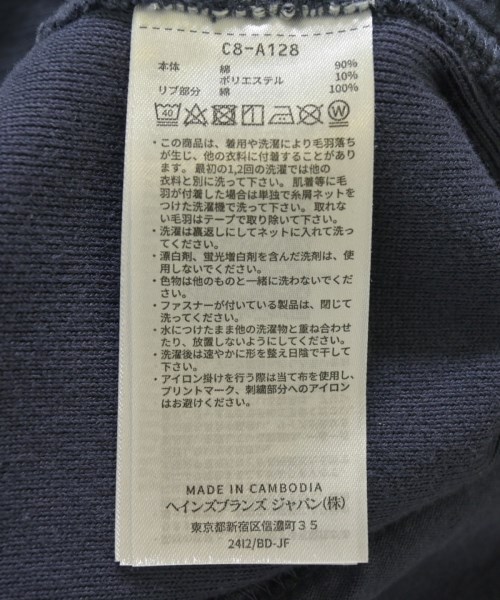 C8-A128
本体 綿 90%
ポリエステル 10%
リブ部分 綿 100%
40 W
・この商品は、着用や洗濯により毛羽落ち
が生じ、他の衣料に付着することがあり
ます。最初の1,2回の洗濯では他の
衣料と別に洗って下さい。肌着等に毛
羽が付着した場合は単独で糸屑ネットを
つけた洗濯機で洗って下さい。取れな
い毛羽はテープで取り除いて下さい。
・洗濯は裏返しにしてネットに入れて洗っ
てください。
・漂白剤、蛍光増白剤を含んだ洗剤は、使
用しないでください。
・色物は他のものと一緒に洗わないでくだ
さい。
・ファスナーが付いている製品は、閉じて
洗ってください。
・水につけたまま他の洗濯物と重ね合わせ
たり、放置しないようにしてください。
・洗濯後は速やかに形を整え日陰で干して
下さい。
・アイロン掛けを行う際は当て布を使用し、
プリントマーク、刺繍部分へのアイロン
はお避けください。
MADE IN CAMBODIA
ヘインズブランズ ジャパン(株)
東京都新宿区信濃町35
2412/BD-JF